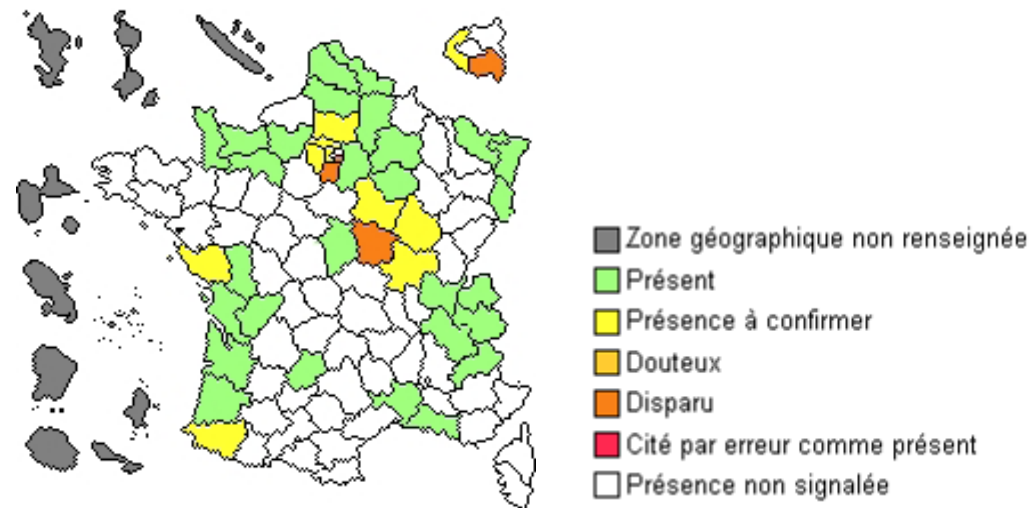 Zone géographique non renseignée
Présent
Présence à confirmer
Douteux
Disparu
Cité par erreur comme présent
Présence non signalée